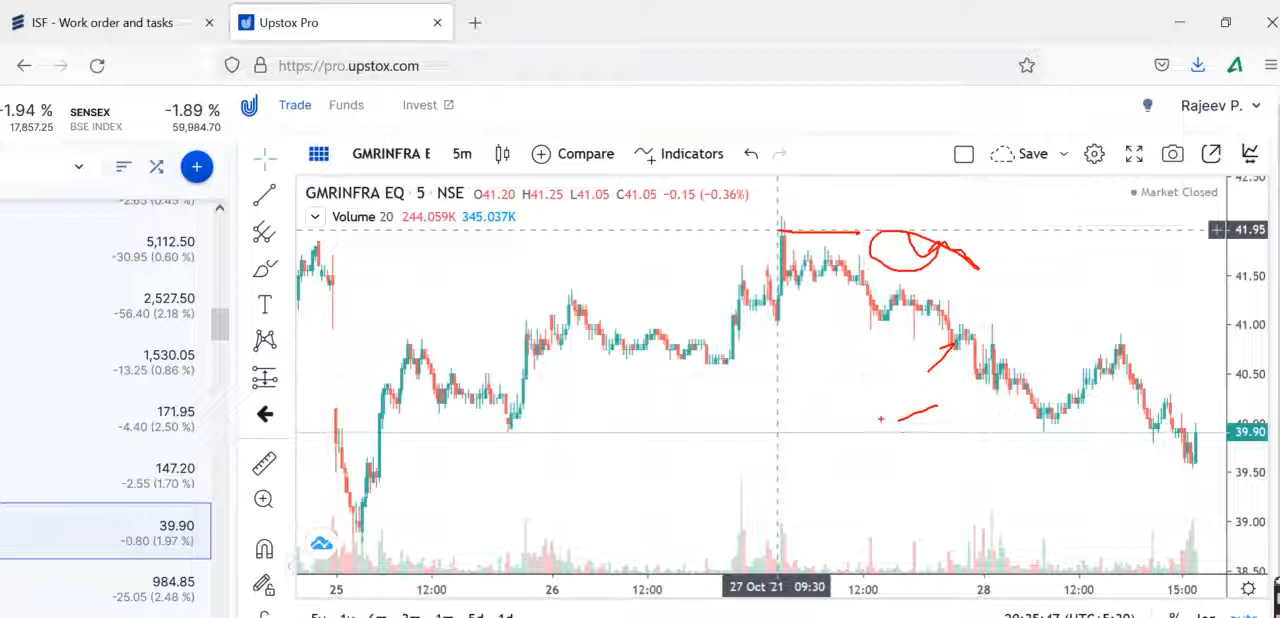 ISF - Work order and tasks
Upstox Pro
https://pro.upstox.com
-1.94 % SENSEX -1.89 %
17,857.25 BSE INDEX 59,984.70
Trade Funds Invest
Rajeev P.
GMRINFRA E 5m Compare Indicators Save
GMRINFRA EQ · 5 · NSE O41.20 H41.25 L41.05 C41.05 -0.15 (-0.36%)
Market Closed
Volume 20 244.059K 345.037K
5,112.50
-30.95 (0.60 %)
2,527.50
-56.40 (2.18 %)
1,530.05
-13.25 (0.86 %)
171.95
-4.40 (2.50 %)
147.20
-2.55 (1.70 %)
39.90
-0.80 (1.97 %)
984.85
-25.05 (2.48 %)
T
42.50
41.95
41.50
41.00
40.50
39.90
39.50
39.00
38.50
25 12:00 26 12:00 27 Oct '21 09:30 12:00 28 12:00 15:00